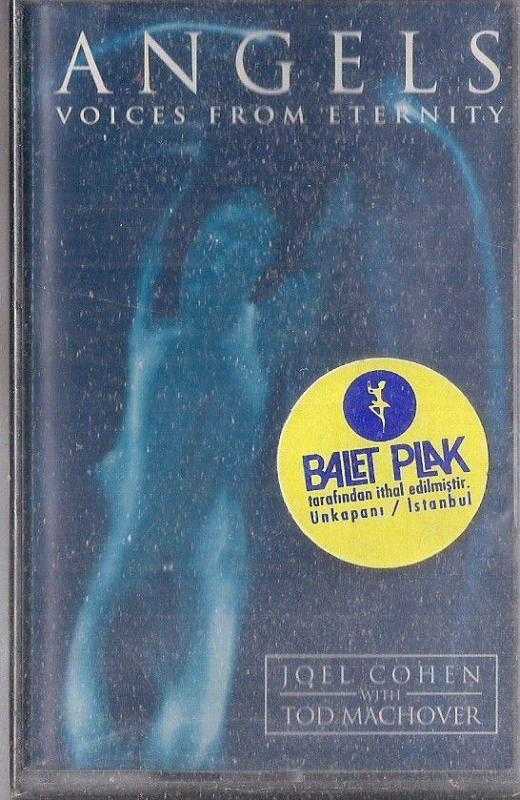 ANGELS
VOICES FROM ETERNITY
BALET PLAK
tarafından ithal edilmiştir.
Unkapanı / İstanbul
JOEL COHEN
WITH
TOD MACHOVER